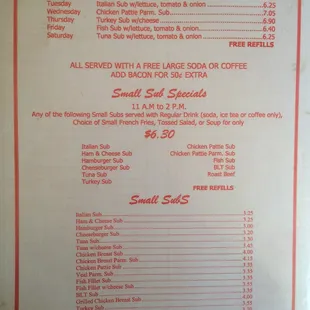 Tuesday Italian Sub w/lettuce, tomato & onion 6.25
Wednesday Chicken Pattie Parm. Sub 7.05
Thursday Turkey Sub w/cheese 6.90
Friday Fish Sub w/lettuce, tomato & onion 6.40
Saturday Tuna Sub w/lettuce, tomato & onion 6.25
FREE REFILLS
ALL SERVED WITH A FREE LARGE SODA OR COFFEE
ADD BACON FOR 50¢ EXTRA
Small Sub Specials
11 A.M to 2 P.M.
Any of the following Small Subs served with Regular Drink (soda, ice tea or coffee only),
Choice of Small French Fries, Tossed Salad, or Soup for only
$6.30
Italian Sub Chicken Pattie Sub
Ham & Cheese Sub Chicken Pattie Parm. Sub
Hamburger Sub Fish Sub
Cheeseburger Sub BLT Sub
Tuna Sub Roast Beef
Turkey Sub
FREE REFILLS
Small SubS
Italian Sub
Ham & Cheese Sub
Hamburger Sub
Cheeseburger Sub
Tuna Sub
Tuna w/cheese Sub
Chicken Breast Sub
Chicken Breast Parm. Sub
Chicken Pattie Sub
Veal Parm. Sub
Fish Fillet Sub
Fish Fillet w/cheese Sub
BLT Sub
Grilled Chicken Breast Sub
Turkey Sub